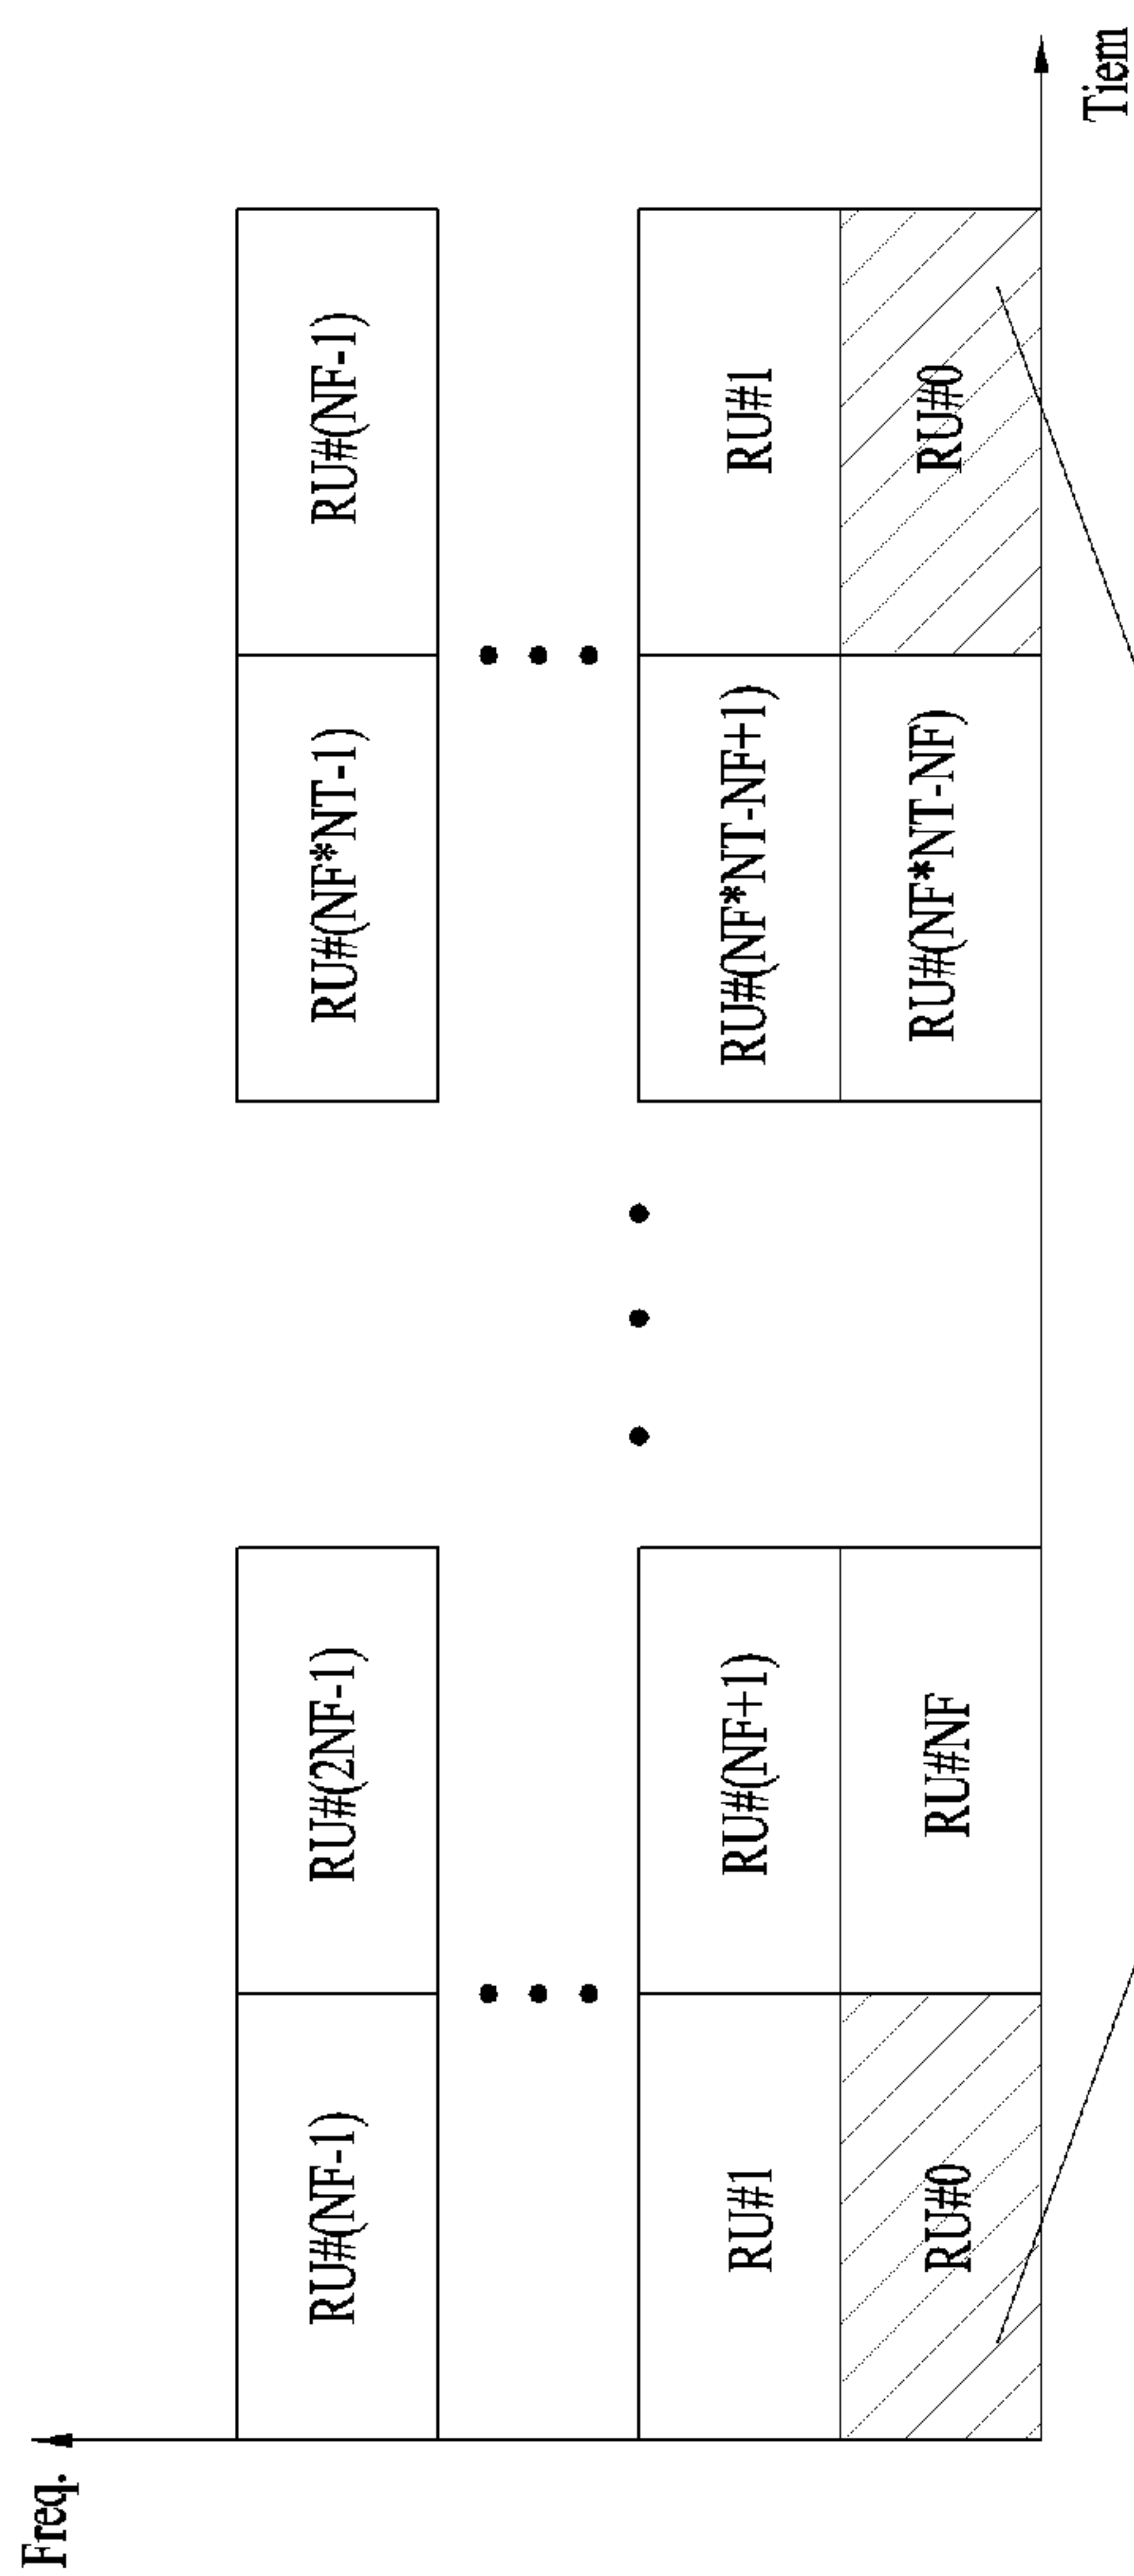 Freq.
RU#(NF-1)
RU#(2NF-1)
RU#(NF*NT-1)
RU#(NF-1)
RU#1
RU#(NF+1)
RU#(NF*NT-NF+1)
RU#1
RU#0
RU#NF
RU#(NF*NT-NF)
RU#0
Tiem